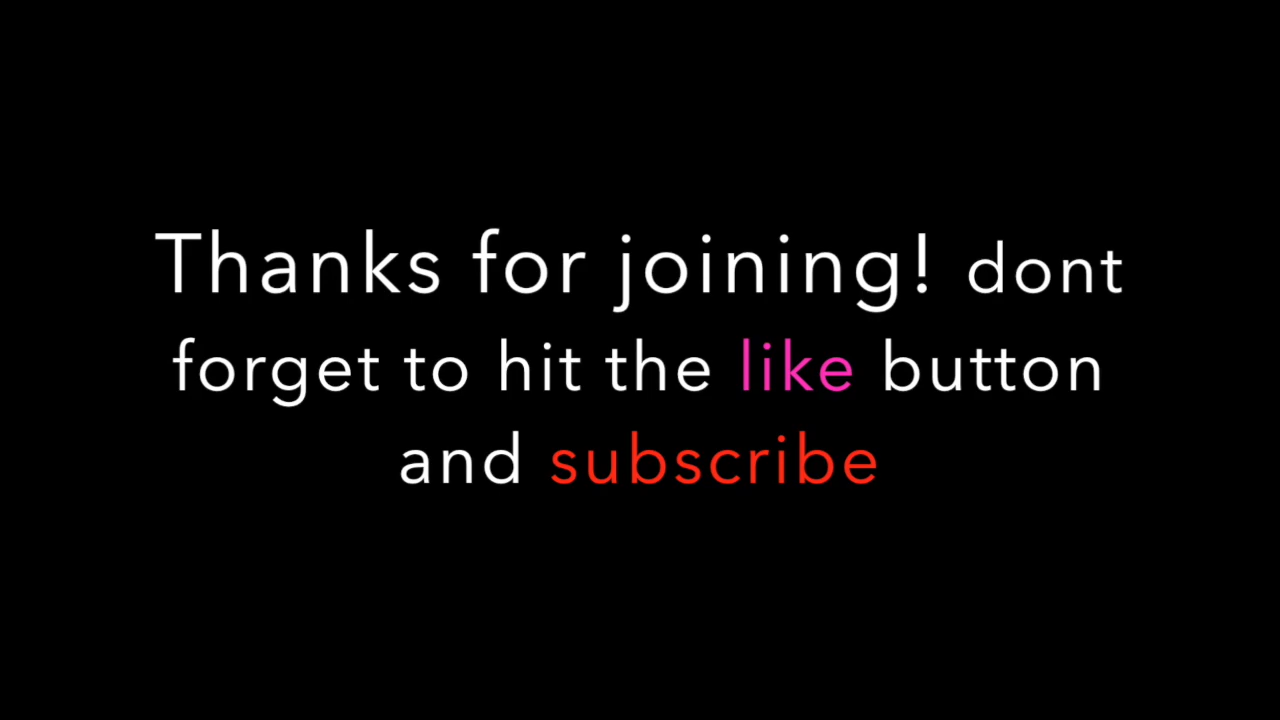 Thanks for joining! dont
forget to hit the like button
and subscribe